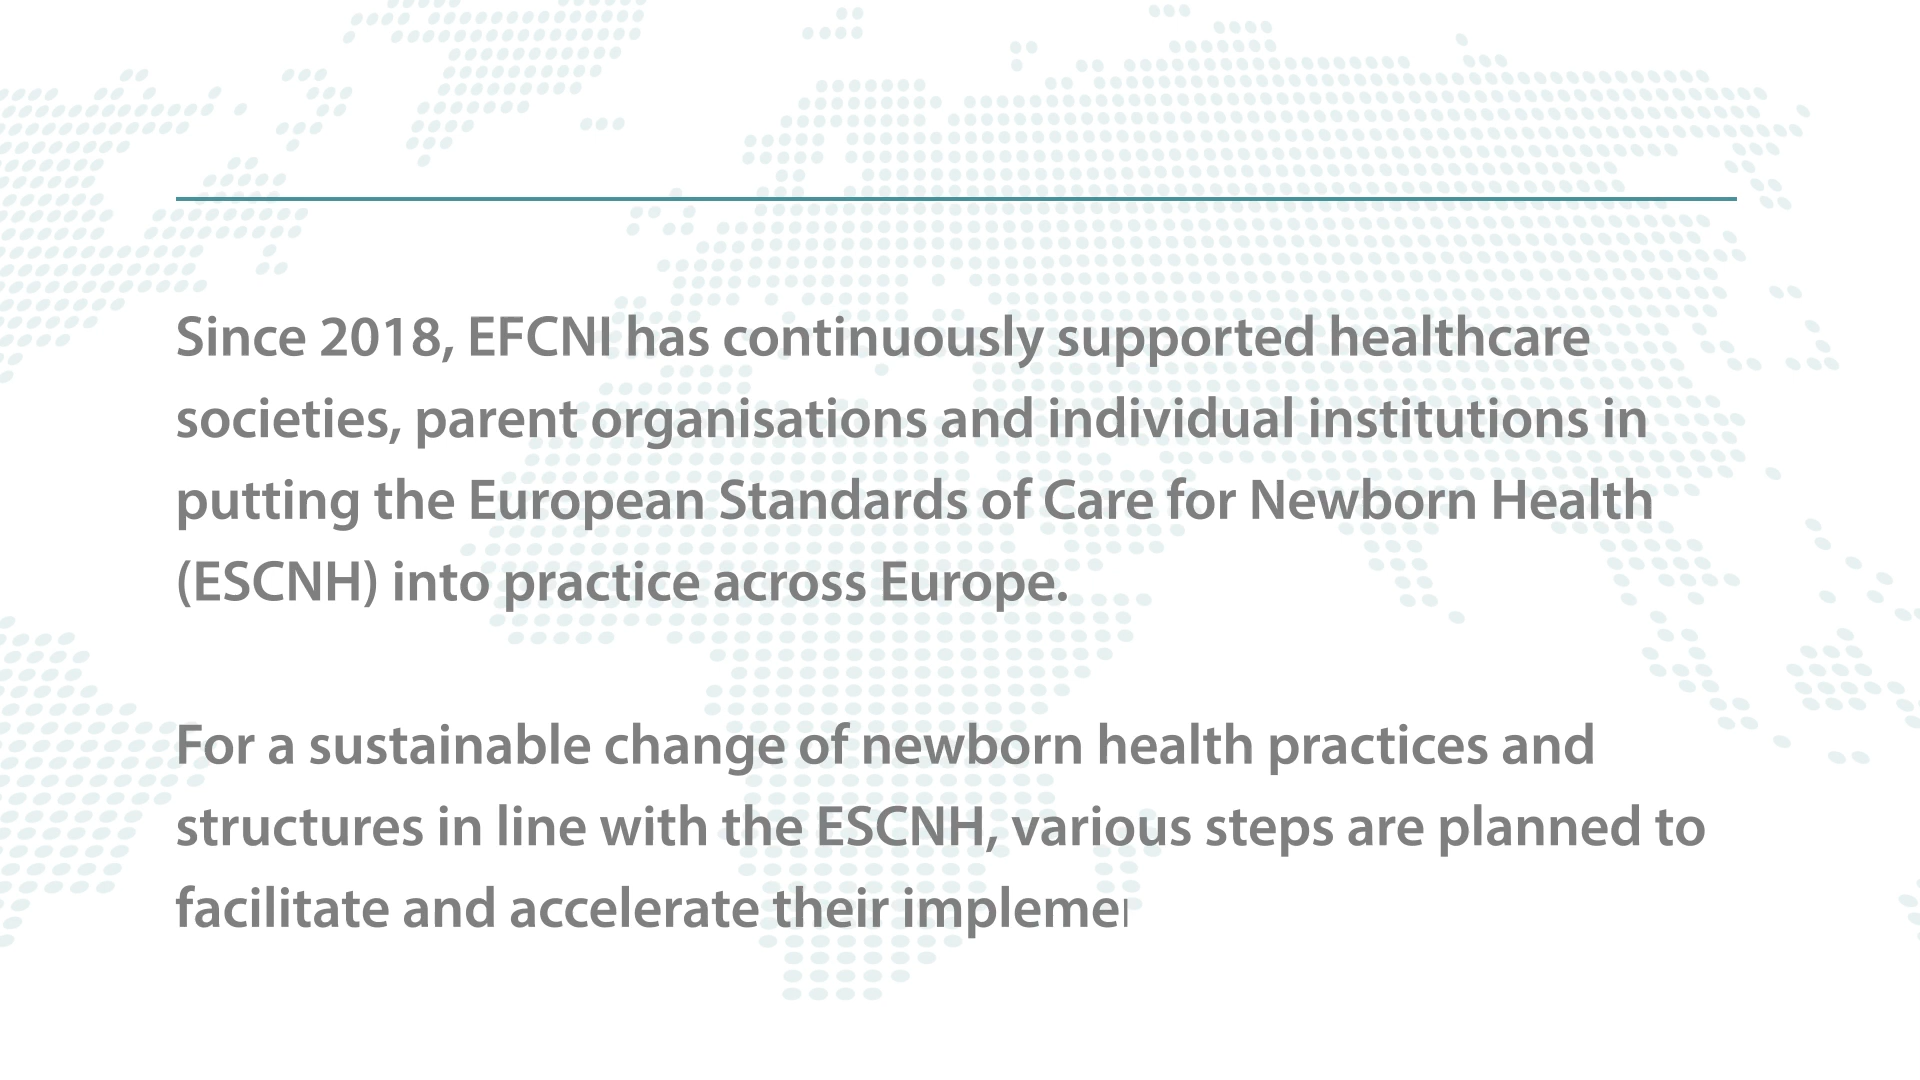 Since 2018, EFCNI has continuously supported healthcare
societies, parent organisations and individual institutions in
putting the European Standards of Care for Newborn Health
(ESCNH) into practice across Europe.
For a sustainable change of newborn health practices and
structures in line with the ESCNH, various steps are planned to
facilitate and accelerate their impleme